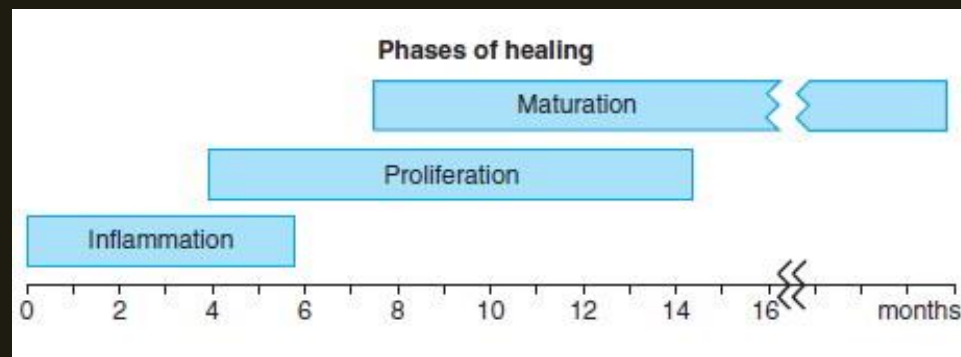 Phases of healing
Maturation
Proliferation
Inflammation
0 2 4 6 8 10 12 14 16 months